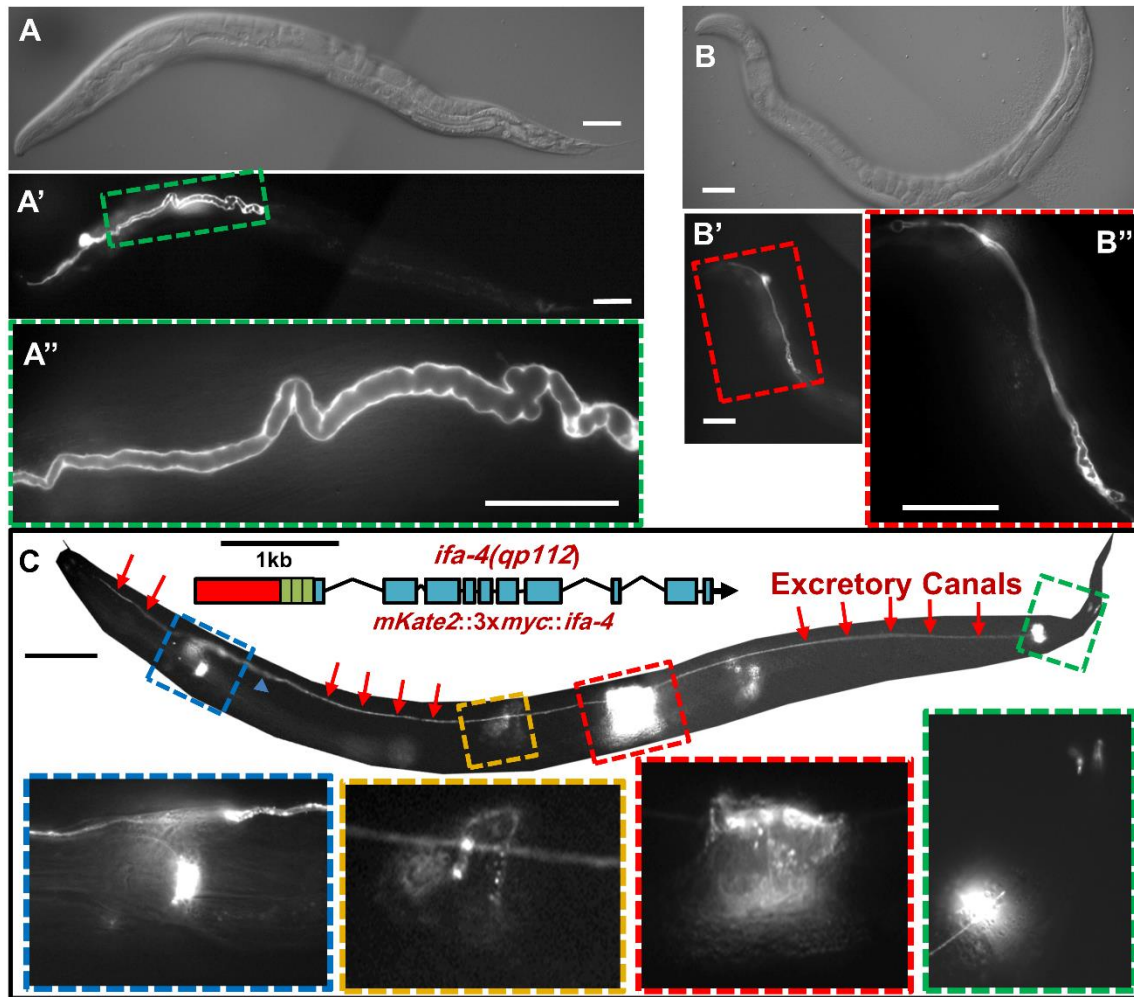 A
B
A'
B'
B"
A"
C
1kb
ifa-4(qp112)
mKate2::3xmyc::ifa-4
Excretory Canals